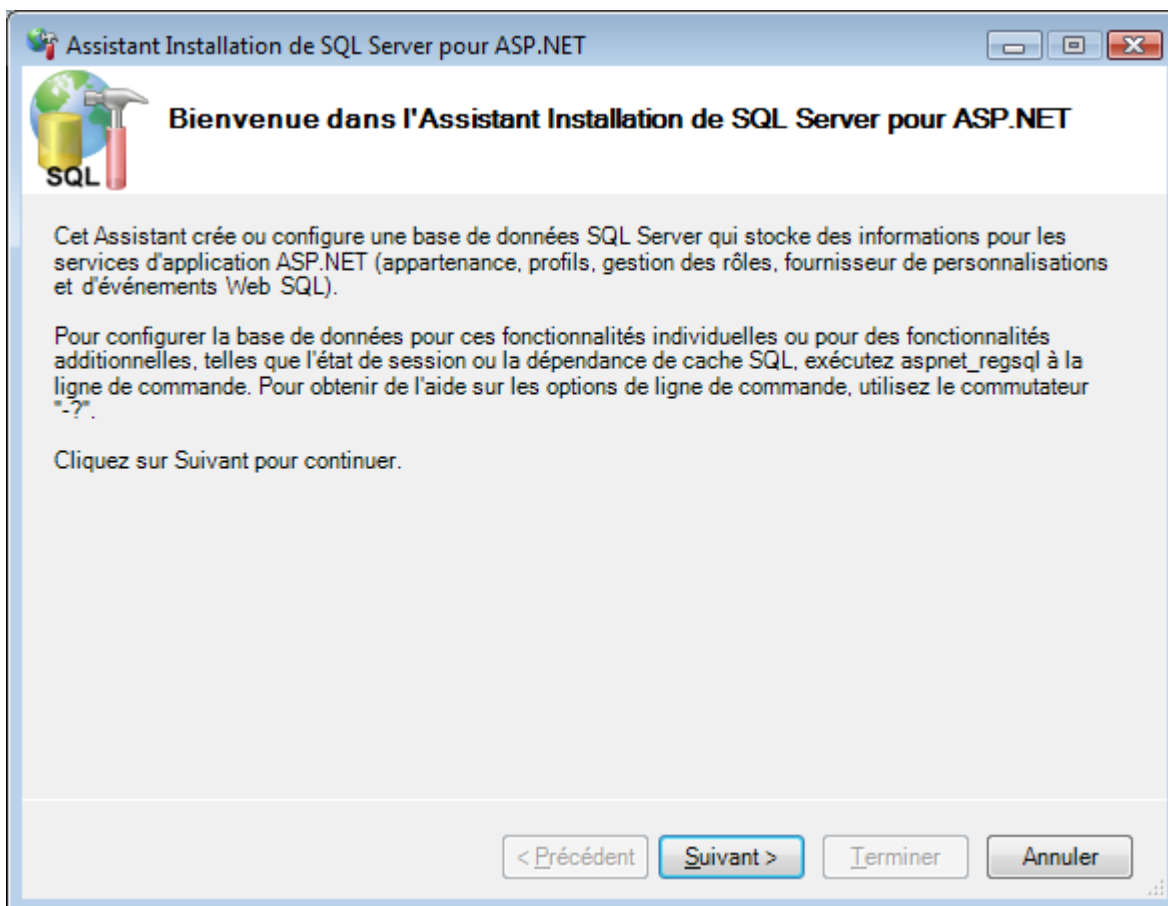 Assistant Installation de SQL Server pour ASP.NET
Bienvenue dans l'Assistant Installation de SQL Server pour ASP.NET
SQL
Cet Assistant crée ou configure une base de données SQL Server qui stocke des informations pour les
services d'application ASP.NET (appartenance, profils, gestion des rôles, fournisseur de personnalisations
et d'événements Web SQL).
Pour configurer la base de données pour ces fonctionnalités individuelles ou pour des fonctionnalités
additionnelles, telles que l'état de session ou la dépendance de cache SQL, exécutez aspnet_regsql à la
ligne de commande. Pour obtenir de l'aide sur les options de ligne de commande, utilisez le commutateur
"-?".
Cliquez sur Suivant pour continuer.
< Précédent Suivant > Terminer Annuler